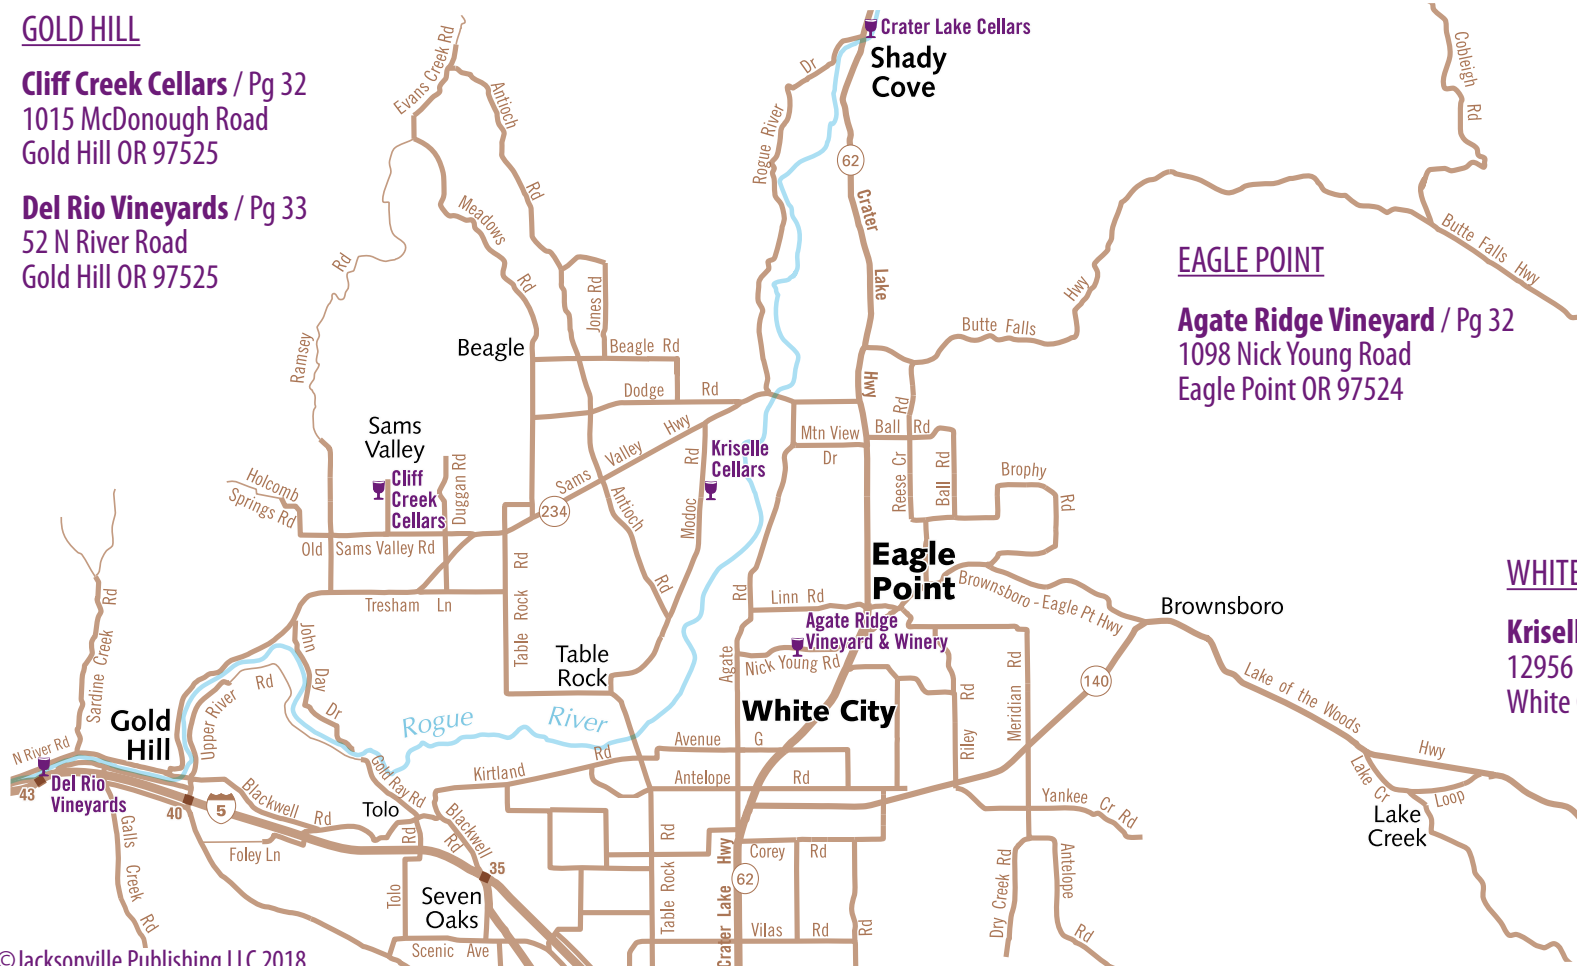 GOLD HILL
Cliff Creek Cellars / Pg 32
1015 McDonough Road
Gold Hill OR 97525
Del Rio Vineyards / Pg 33
52 N River Road
Gold Hill OR 97525
Crater Lake Cellars
Shady
Cove
Dr
Rogue River
62
Crater
Lake
Hwy
Evans Creek Rd
Antioch
Rd
Meadows
Rd
Cobleigh
Rd
Butte Falls Hwy
EAGLE POINT
Agate Ridge Vineyard / Pg 32
1098 Nick Young Road
Eagle Point OR 97524
Hwy
Butte Falls
Rd
Ramsey
Jones Rd
Beagle
Beagle Rd
Dodge Rd
Sams
Valley
Cliff
Creek
Cellars
Duggan Rd
Holcomb
Springs Rd
Old Sams Valley Rd
234
Sams Valley Hwy
Kriselle
Cellars
Modoc Rd
Antioch
Rd
Mtn View
Dr
Ball Rd
Rd
Reese Cr
Ball Rd
Brophy
Rd
Eagle
Point
Brownsboro - Eagle Pt Hwy
Brownsboro
WHITE
Krisell
12956
White
Tresham Ln
Table Rock Rd
Linn Rd
Agate Ridge
Vineyard & Winery
Nick Young Rd
Agate Rd
Table
Rock
White City
Sardine Creek Rd
John Day Dr
Upper River Rd
Gold
Hill
N River Rd
Del Rio
Vineyards
43
40
5
Rogue River
Gold Ray Rd
Kirtland Rd
Avenue G
Antelope Rd
Riley Rd
Meridian Rd
140
Lake of the Woods Hwy
Lake Cr
Loop
Lake
Creek
Yankee Cr Rd
Blackwell Rd
Tolo
Blackwell
Rd
Foley Ln
Galls Creek Rd
Tolo
Rd
35
Seven
Oaks
Scenic Ave
Table Rock Rd
Crater Lake Hwy
62
Corey Rd
Vilas Rd
Rd
Dry Creek Rd
Antelope
Rd
©Jacksonville Publishing LLC 2018